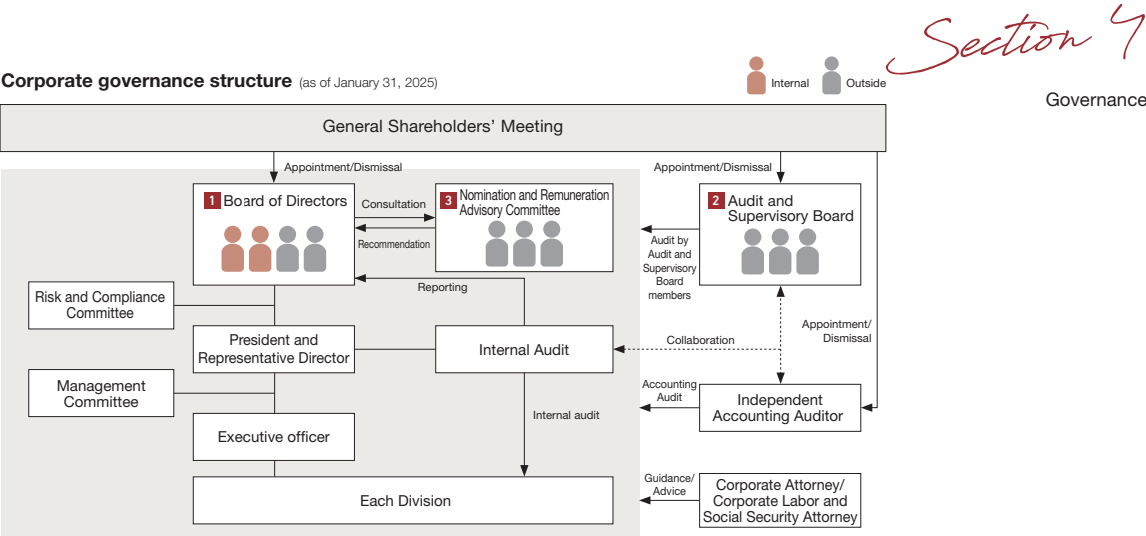 Section 4
Governance
Corporate governance structure (as of January 31, 2025)
Internal
Outside
General Shareholders’ Meeting
Appointment/Dismissal
Appointment/Dismissal
1 Board of Directors
Consultation
Recommendation
3 Nomination and Remuneration
Advisory Committee
2 Audit and
Supervisory Board
Audit by
Audit and
Supervisory
Board
members
Reporting
Risk and Compliance
Committee
President and
Representative Director
Internal Audit
Collaboration
Appointment/
Dismissal
Management
Committee
Accounting
Audit
Independent
Accounting Auditor
Executive officer
Internal audit
Each Division
Guidance/
Advice
Corporate Attorney/
Corporate Labor and
Social Security Attorney